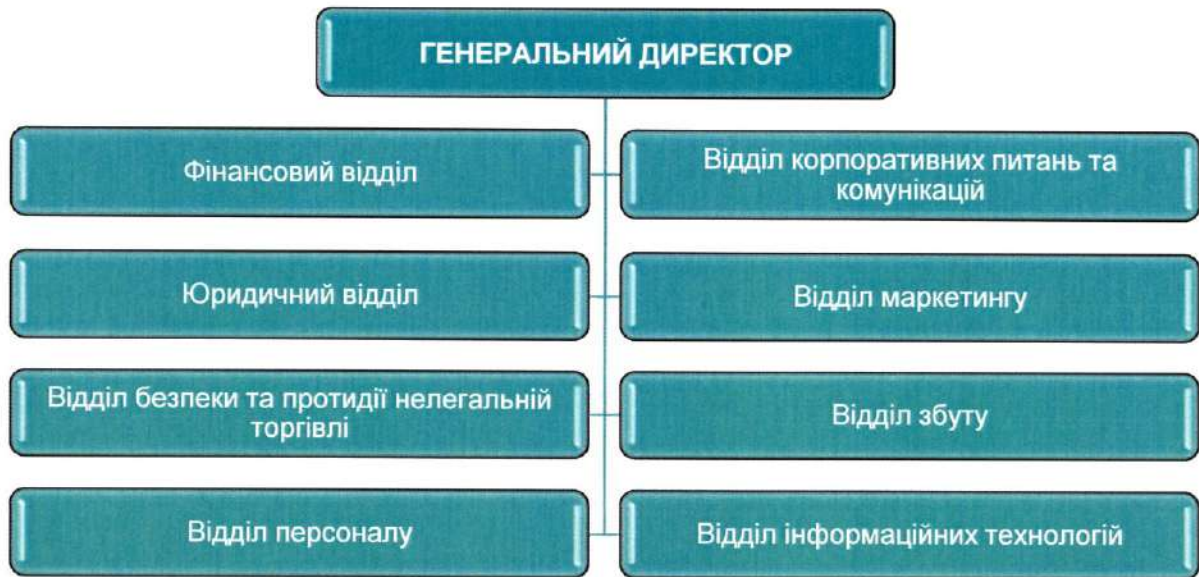 ГЕНЕРАЛЬНИЙ ДИРЕКТОР
Фінансовий відділ
Відділ корпоративних питань та
комунікацій
Юридичний відділ
Відділ маркетингу
Відділ безпеки та протидії нелегальній
торгівлі
Відділ збуту
Відділ персоналу
Відділ інформаційних технологій